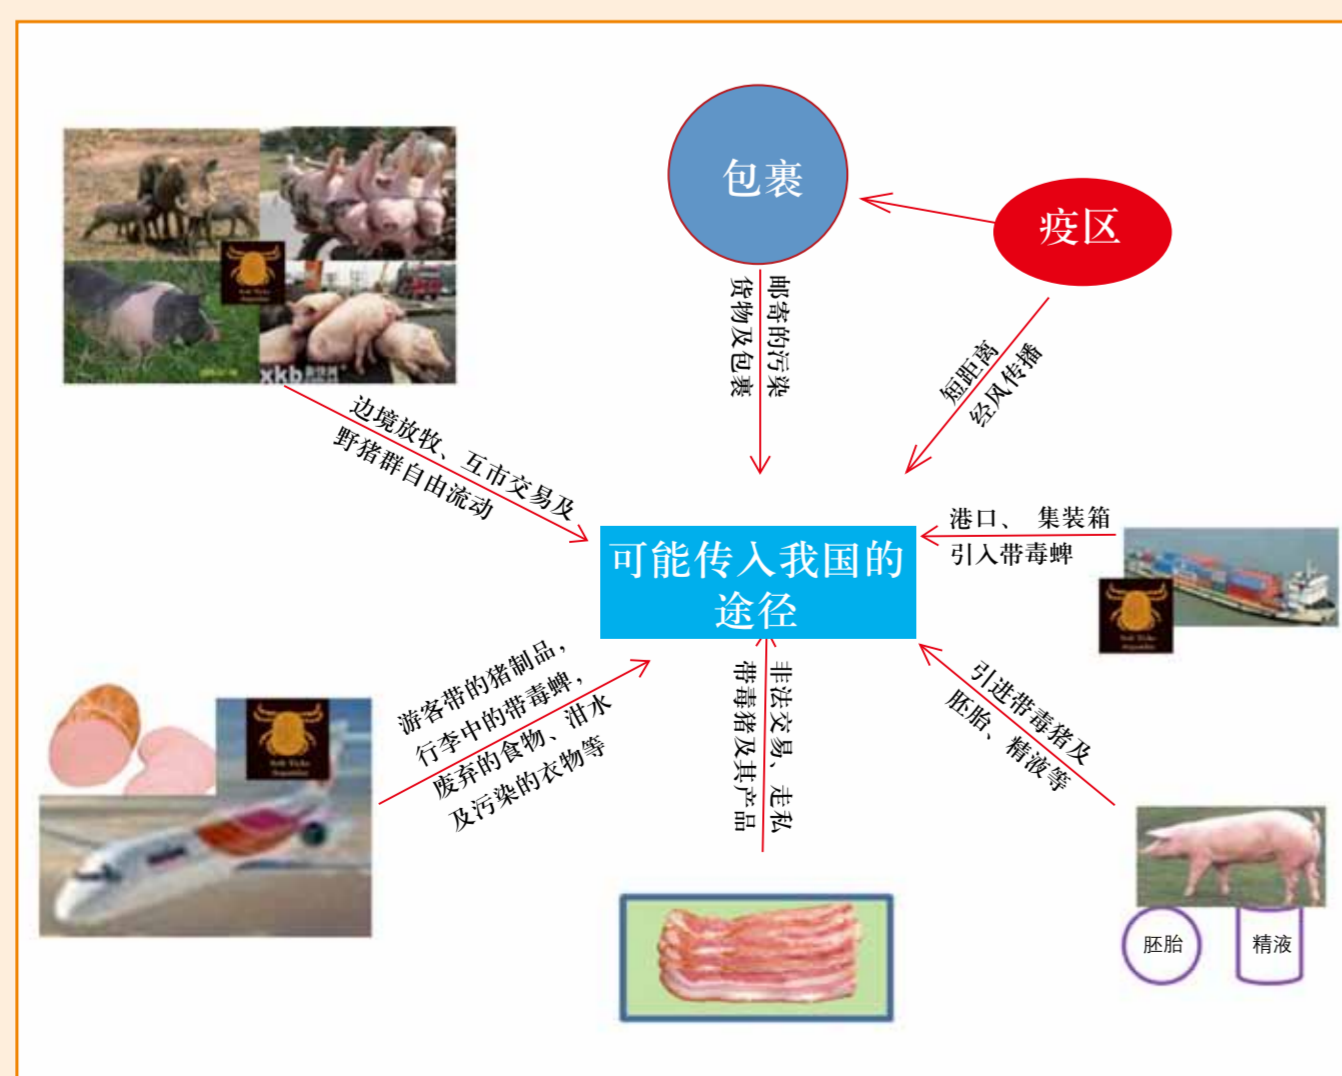 包裹
疫区
邮寄的污染
货物及包裹
短距离
经风传播
边境放牧、互市交易及
野猪群自由流动
xkb
港口、 集装箱
引入带毒蜱
可能传入我国的
途径
游客带的猪制品，
行李中的带毒蜱，
废弃的食物、泔水
及污染的衣物等
非法交易、走私
带毒猪及其产品
引进带毒猪及
胚胎、精液等
Soft Ticks
Argasidae
胚胎
精液